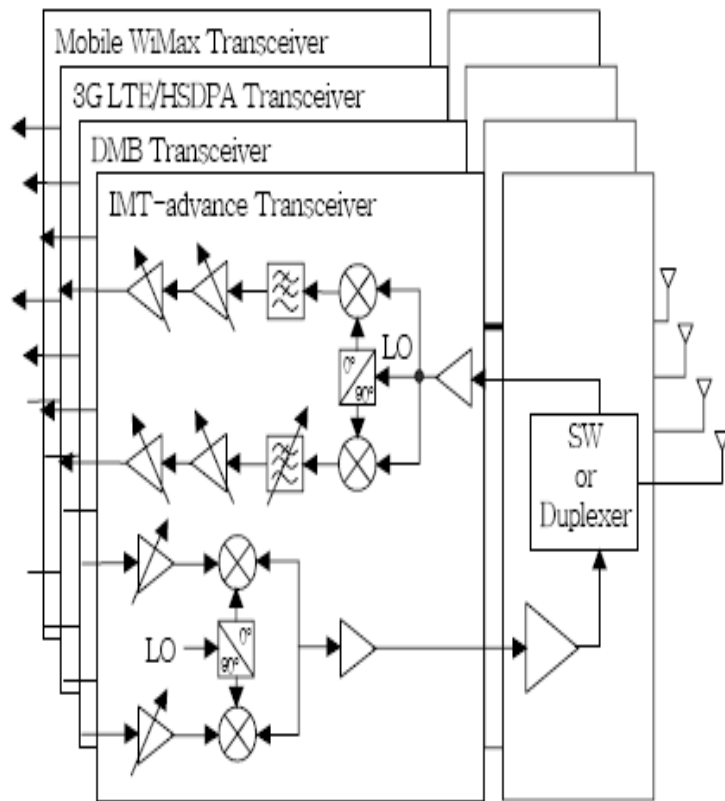 Mobile WiMax Transceiver
3G LTE/HSDPA Transceiver
DMB Transceiver
IMT-advance Transceiver
LO
0°
90°
SW
or
Duplexer
LO
0°
90°